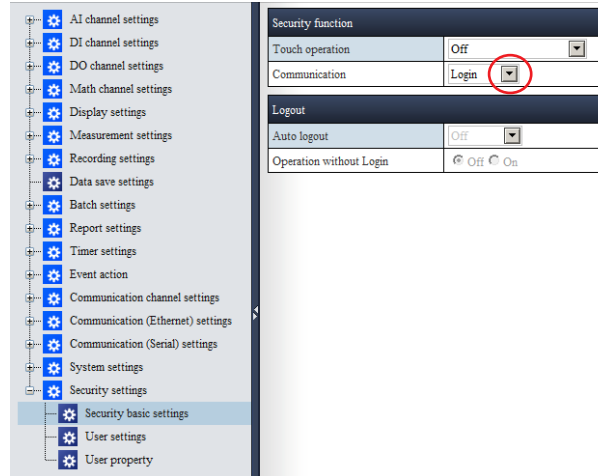 AI channel settings
DI channel settings
DO channel settings
Math channel settings
Display settings
Measurement settings
Recording settings
Data save settings
Batch settings
Report settings
Timer settings
Event action
Communication channel settings
Communication (Ethernet) settings
Communication (Serial) settings
System settings
Security settings
Security basic settings
User settings
User property
Security function
Touch operation Off
Communication Login
Logout
Auto logout Off
Operation without Login Off On